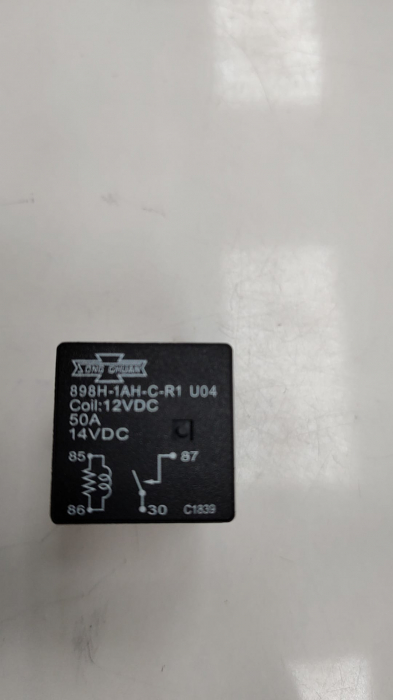 SONG CHUAN
898H-1AH-C-R1 U04
Coil:12VDC
50A
14VDC
85 87
86 30 C1839